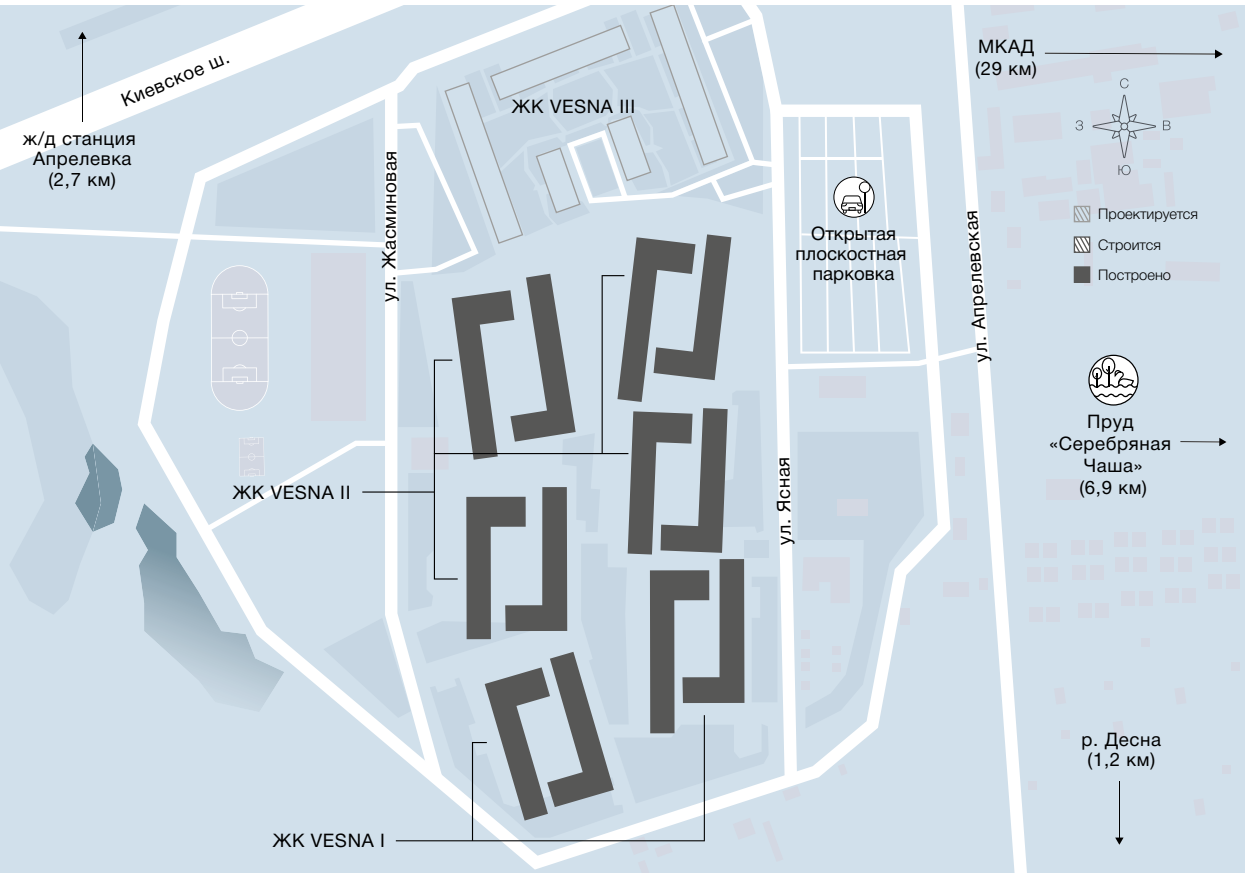 МКАД
(29 км)
Киевское ш.
С
З
В
Ю
ЖК VESNA III
ж/д станция
Апрелевка
(2,7 км)
ул. Жасминовая
Проектируется
Строится
Построено
Открытая
плоскостная
парковка
ул. Апрелевская
Пруд
«Серебряная
Чаша»
(6,9 км)
ЖК VESNA II
ул. Ясная
р. Десна
(1,2 км)
ЖК VESNA I